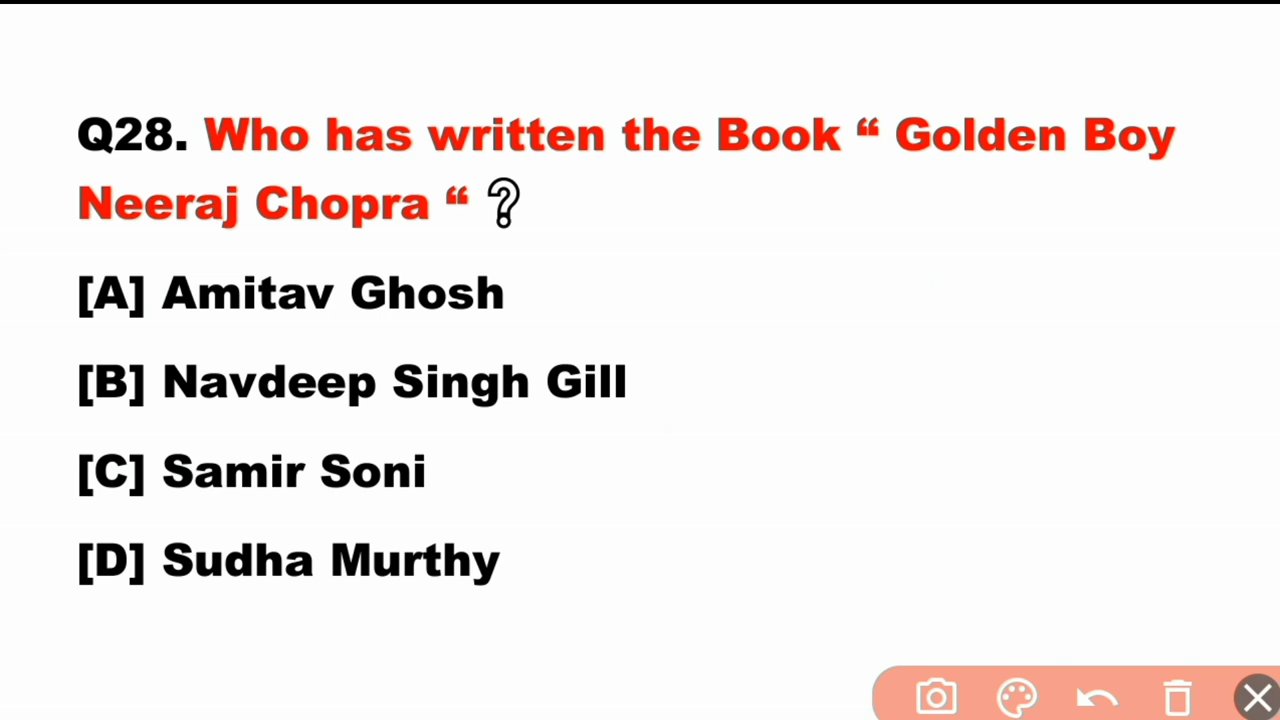 Q28. Who has written the Book “ Golden Boy
Neeraj Chopra “ ?
[A] Amitav Ghosh
[B] Navdeep Singh Gill
[C] Samir Soni
[D] Sudha Murthy